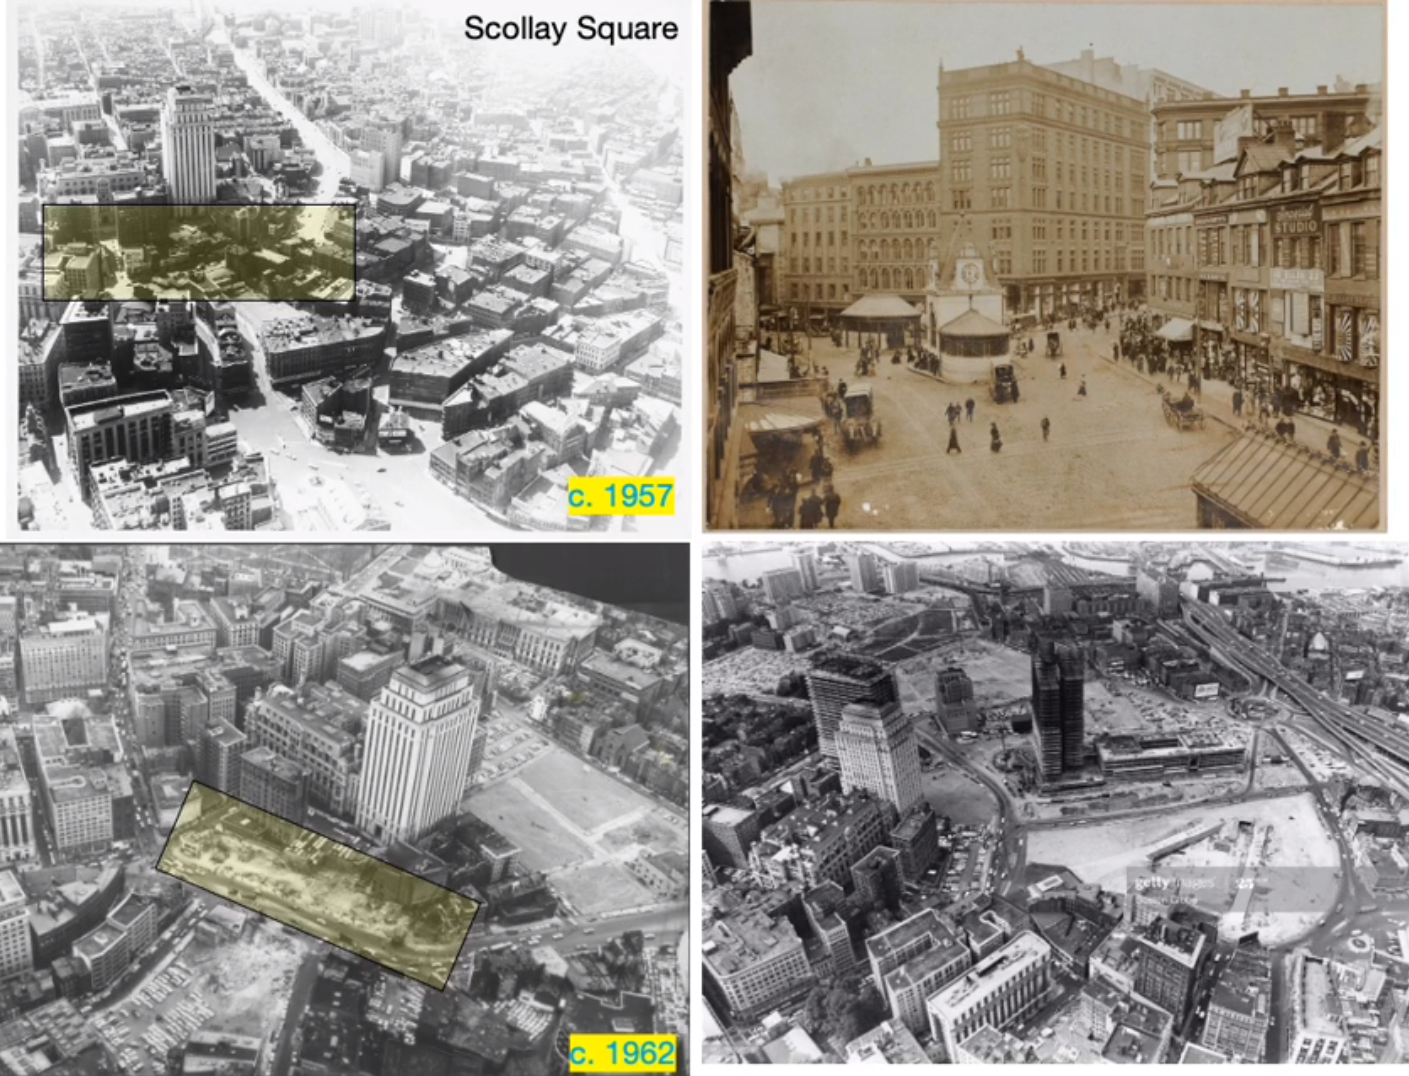 Scollay Square
c. 1957
STUDIO
c. 1962
gettyimages